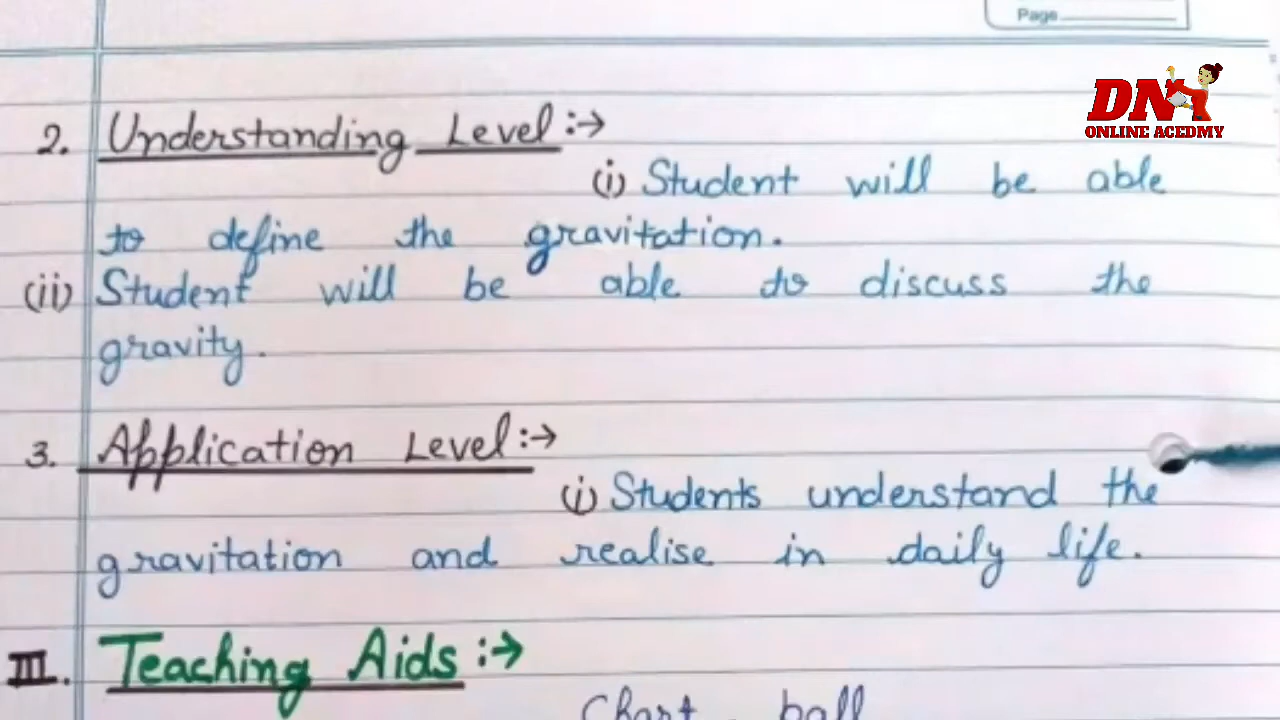 Page
DN
ONLINE ACEDMY
2. Understanding Level :→
(i) Student will be able
to define the gravitation.
(ii) Student will be able to discuss the
gravity.
3. Application Level :→
(i) Students understand the
gravitation and realise in daily life.
III. Teaching Aids :→
Chart, ball